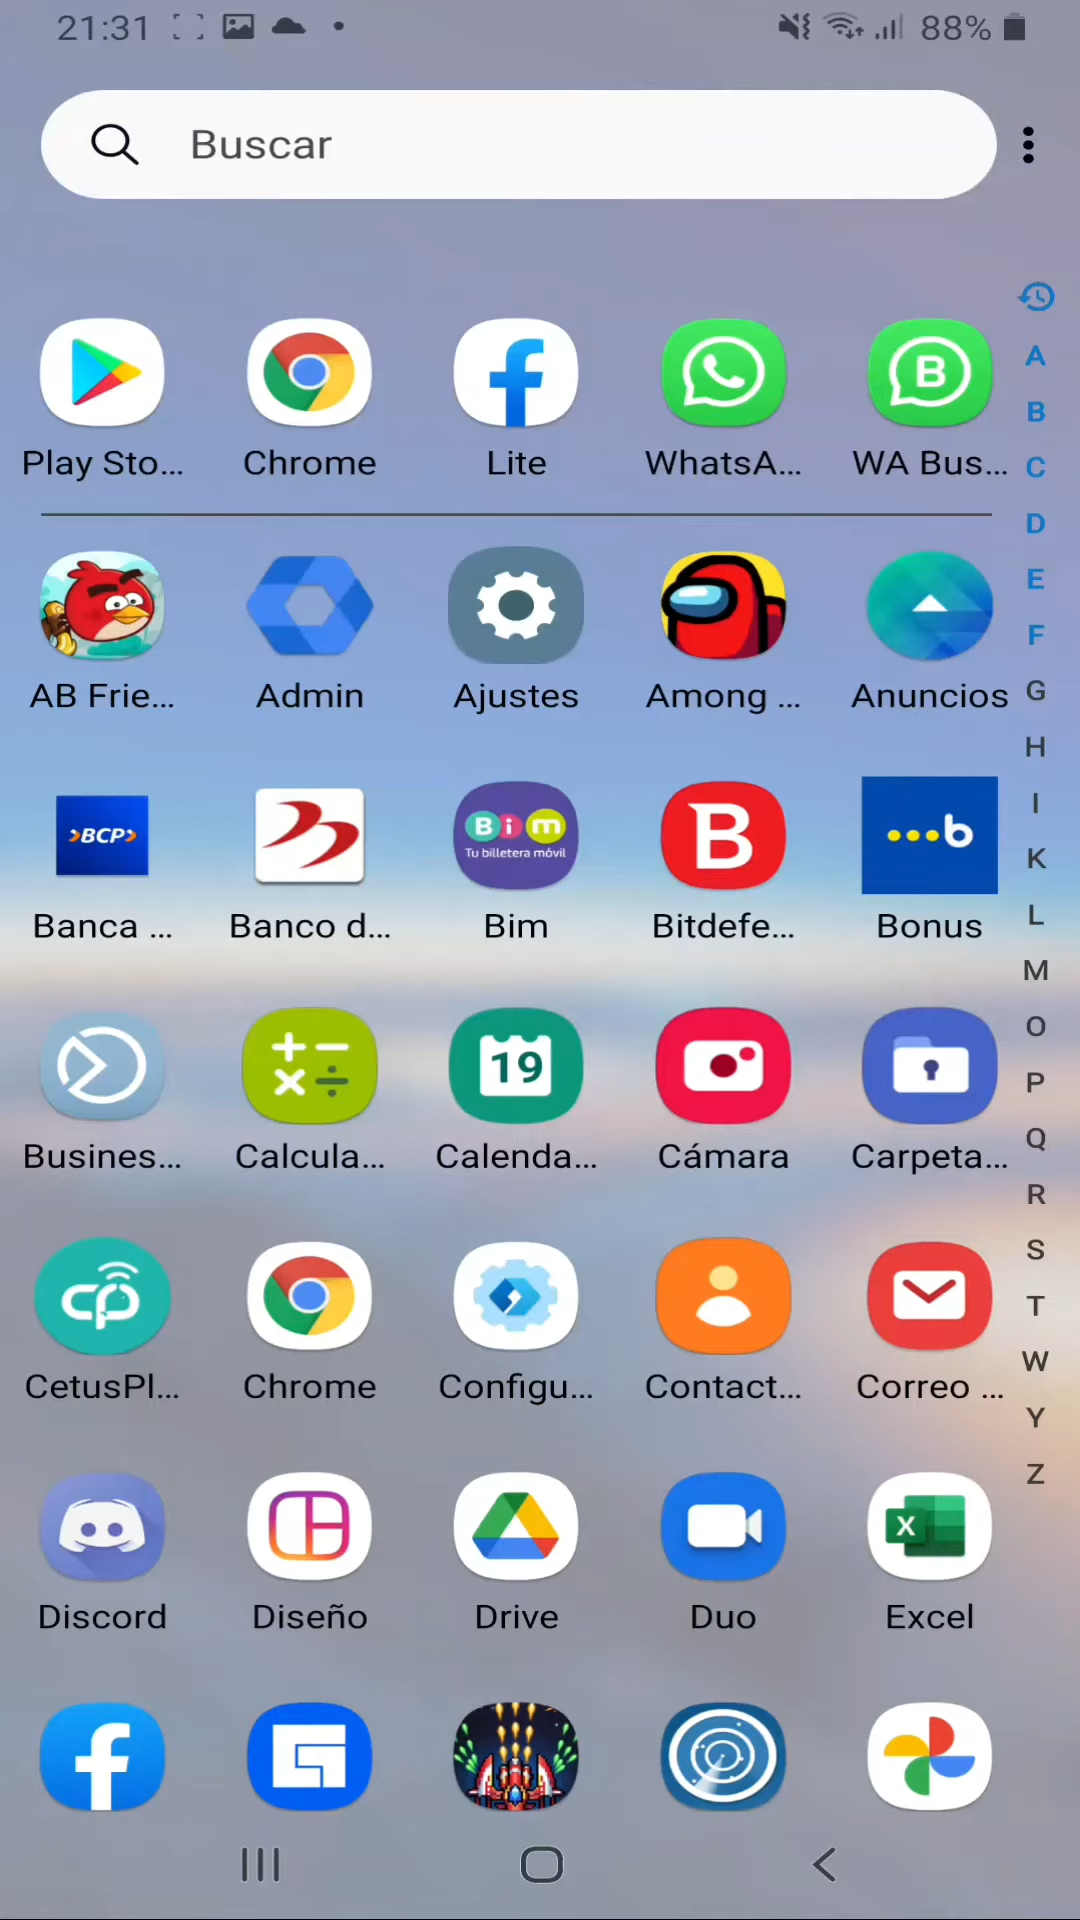 21:31 88%
Buscar
Play Sto... Chrome Lite WhatsA... WA Bus...
A
B
C
D
E
F
AB Frie... Admin Ajustes Among ... Anuncios
G
H
I
K
L
M
O
P
Q
R
S
T
W
Y
Z
BCP
Bim
Tu billetera móvil
B
b
Banca ... Banco d... Bim Bitdefe... Bonus
19
Busines... Calcula... Calenda... Cámara Carpeta...
CetusPl... Chrome Configu... Contact... Correo ...
X
Discord Diseño Drive Duo Excel